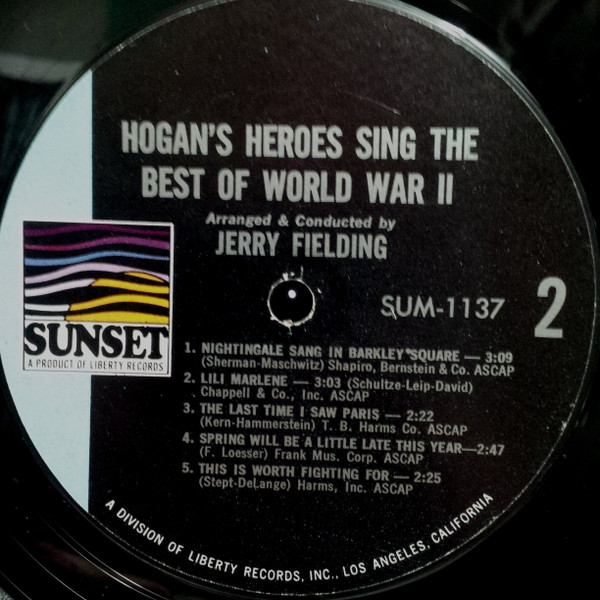 HOGAN'S HEROES SING THE
BEST OF WORLD WAR II
Arranged & Conducted by
JERRY FIELDING
SUM-1137
2
SUNSET
A PRODUCT OF LIBERTY RECORDS
1. NIGHTINGALE SANG IN BARKLEY SQUARE — 3:09
(Sherman-Maschwitz) Shapiro, Bernstein & Co. ASCAP
2. LILI MARLENE — 3:03 (Schultze-Leip-David)
Chappell & Co., Inc. ASCAP
3. THE LAST TIME I SAW PARIS — 2:22
(Kern-Hammerstein) T. B. Harms Co. ASCAP
4. SPRING WILL BE A LITTLE LATE THIS YEAR—2:47
(F. Loesser) Frank Mus. Corp. ASCAP
5. THIS IS WORTH FIGHTING FOR — 2:25
(Stept-DeLange) Harms, Inc. ASCAP
A DIVISION OF LIBERTY RECORDS, INC., LOS ANGELES, CALIFORNIA